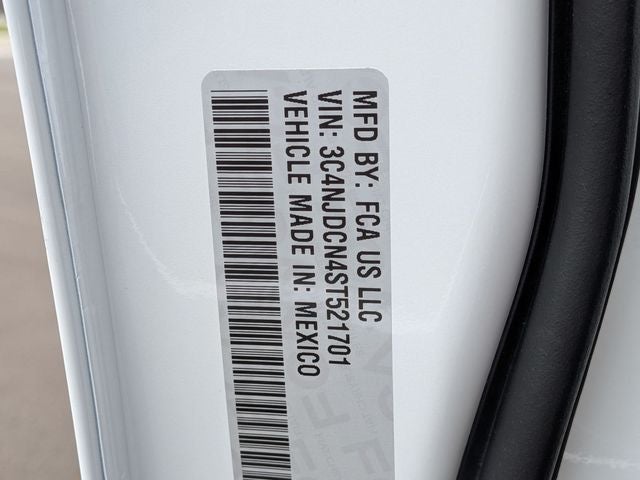 MFD BY: FCA US LLC
VIN: 3C4NJDCN4ST521701
VEHICLE MADE IN: MEXICO